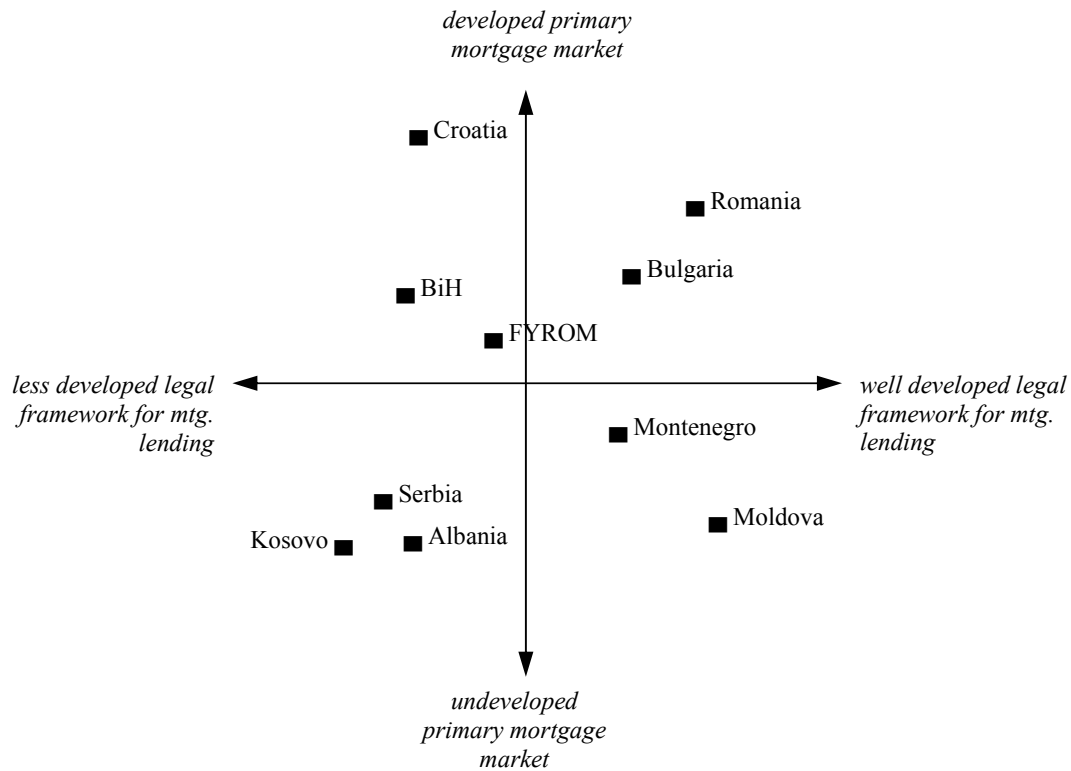 developed primary
mortgage market
Croatia
Romania
Bulgaria
BiH
FYROM
less developed legal
framework for mtg.
lending
well developed legal
framework for mtg.
lending
Montenegro
Serbia
Moldova
Kosovo
Albania
undeveloped
primary mortgage
market